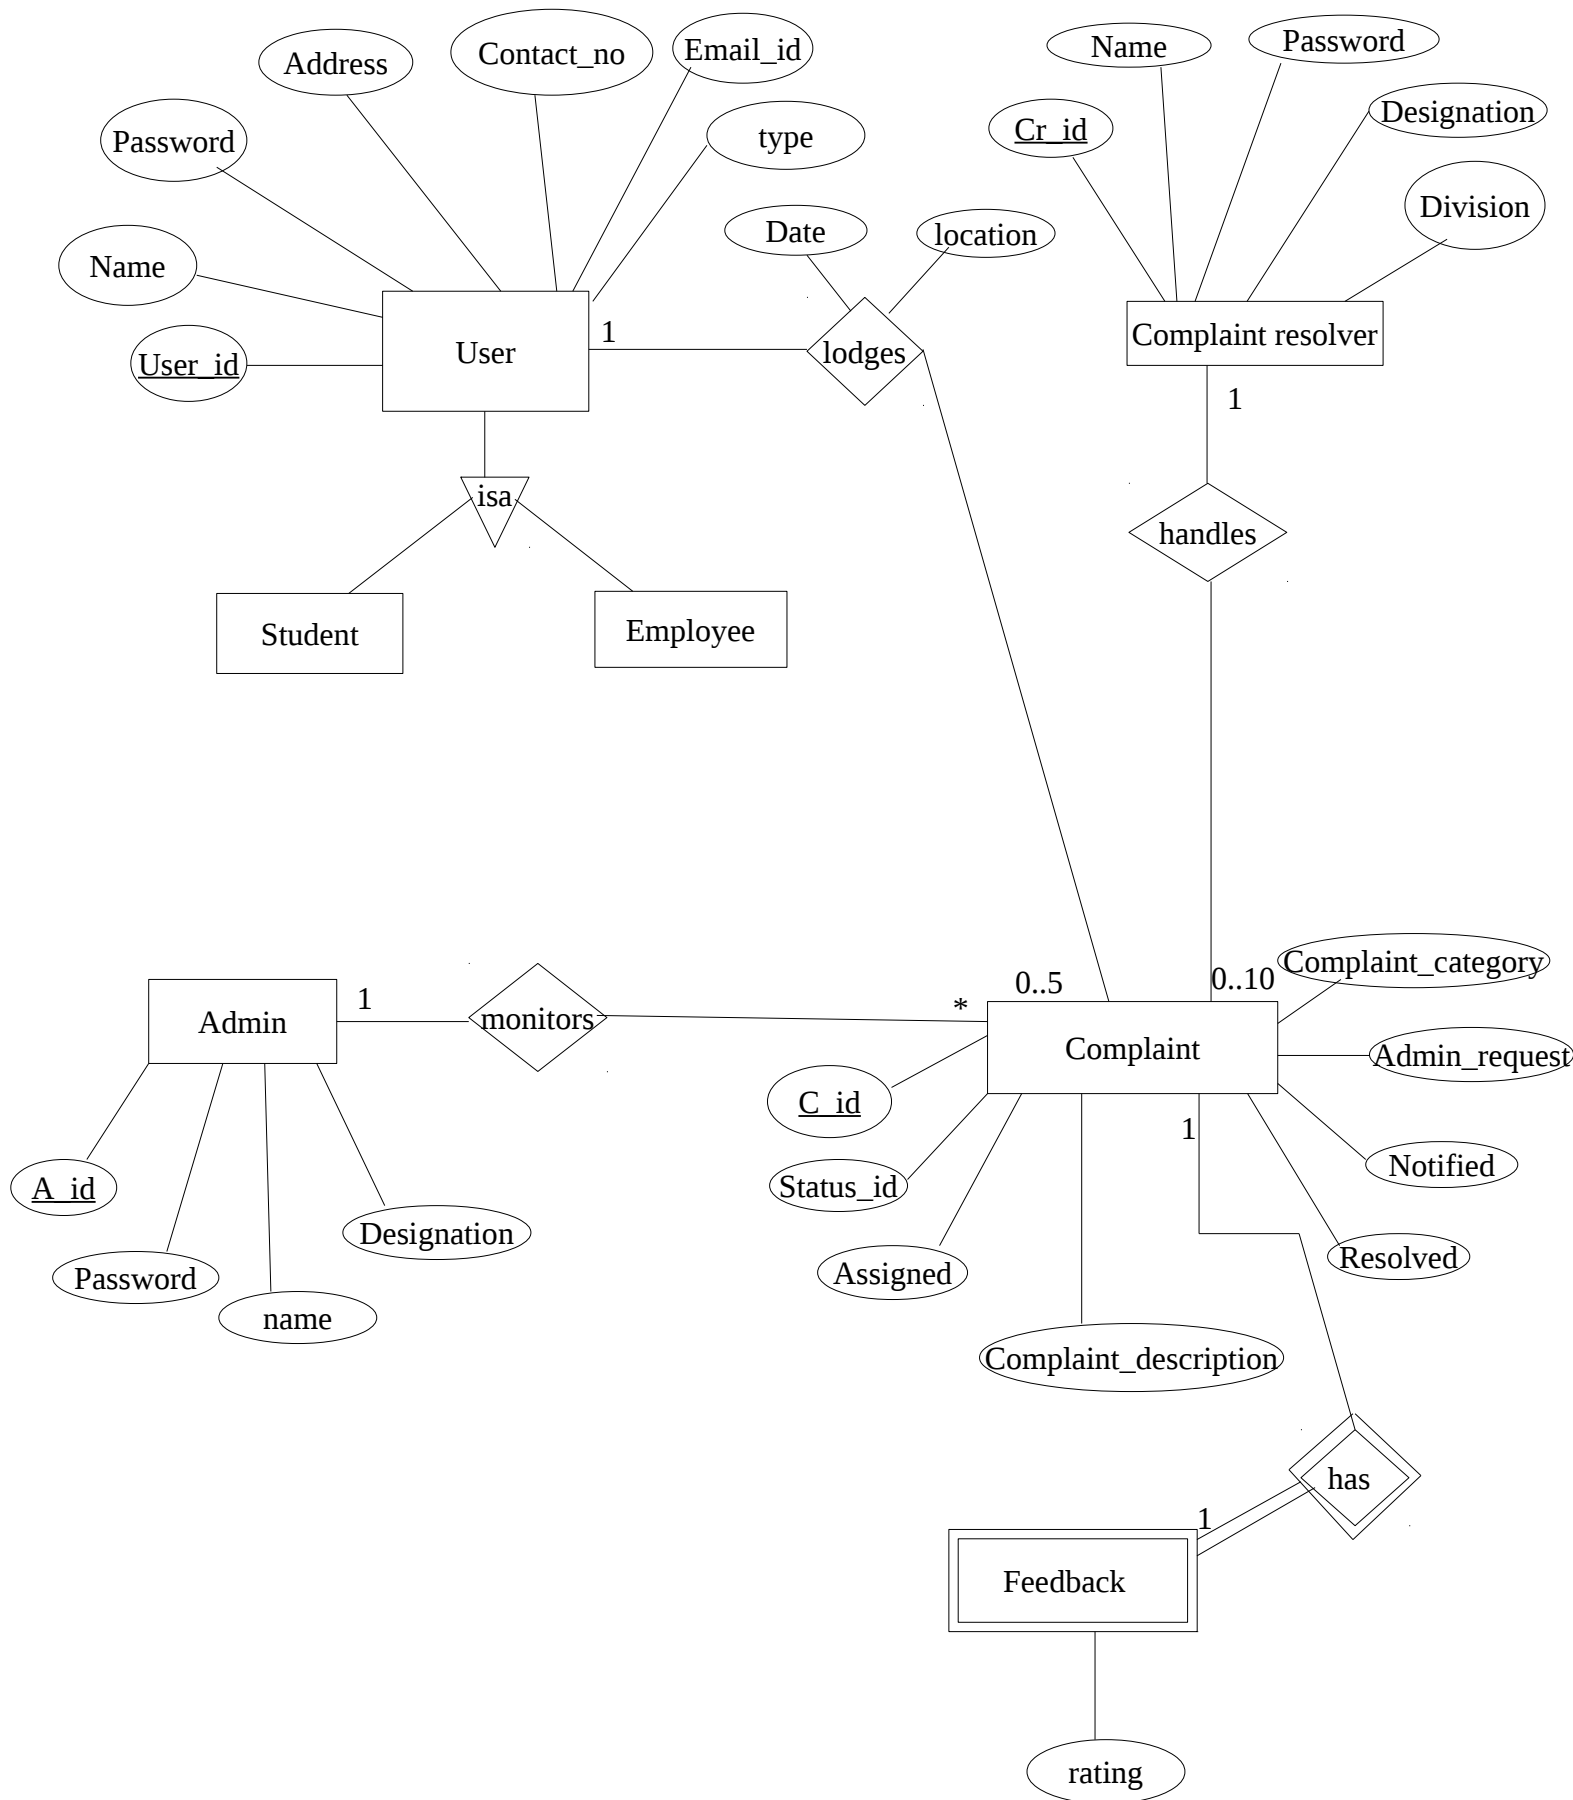 Contact_no
Email_id
Name
Password
Address
Designation
Password
type
Cr_id
Division
Date
location
Name
User_id
User
1
lodges
Complaint resolver
1
isa
handles
Student
Employee
Admin
1
monitors
*
0..5
0..10
Complaint_category
Complaint
Admin_request
C_id
1
Notified
A_id
Status_id
Designation
Assigned
Resolved
Password
name
Complaint_description
has
1
Feedback
rating